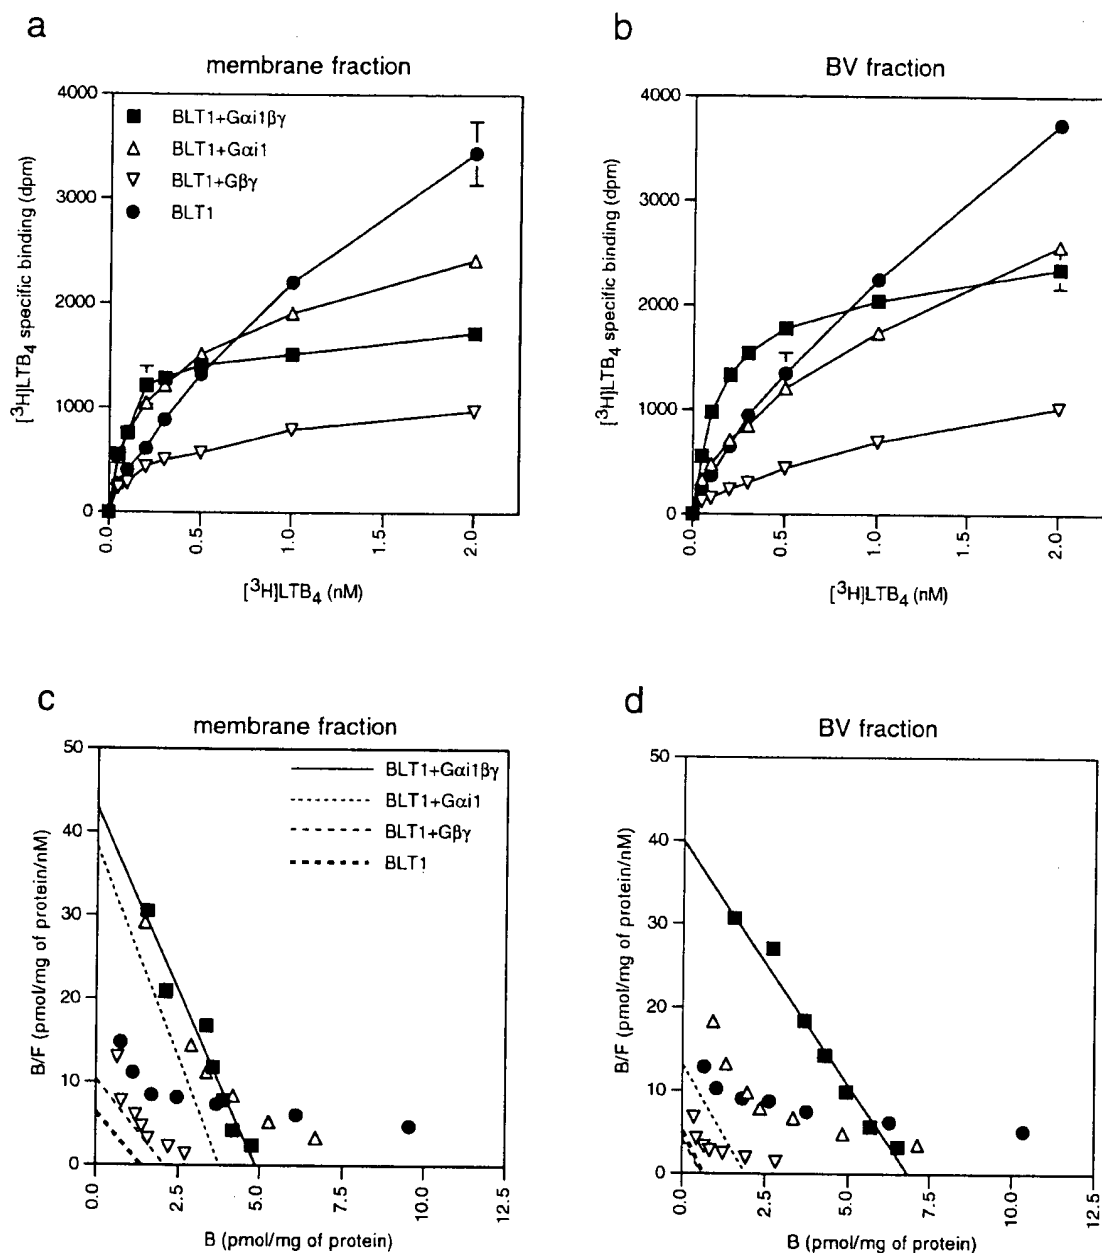 a
membrane fraction
[³H]LTB₄ specific binding (dpm)
4000
3000
2000
1000
0
BLT1+Gαi1βγ
BLT1+Gαi1
BLT1+Gβγ
BLT1
0.0
0.5
1.0
1.5
2.0
[³H]LTB₄ (nM)
b
BV fraction
[³H]LTB₄ specific binding (dpm)
4000
3000
2000
1000
0
0.0
0.5
1.0
1.5
2.0
[³H]LTB₄ (nM)
c
membrane fraction
B/F (pmol/mg of protein/nM)
50
40
30
20
10
0
BLT1+Gαi1βγ
BLT1+Gαi1
BLT1+Gβγ
BLT1
0.0
2.5
5.0
7.5
10.0
12.5
B (pmol/mg of protein)
d
BV fraction
B/F (pmol/mg of protein/nM)
50
40
30
20
10
0
0.0
2.5
5.0
7.5
10.0
12.5
B (pmol/mg of protein)